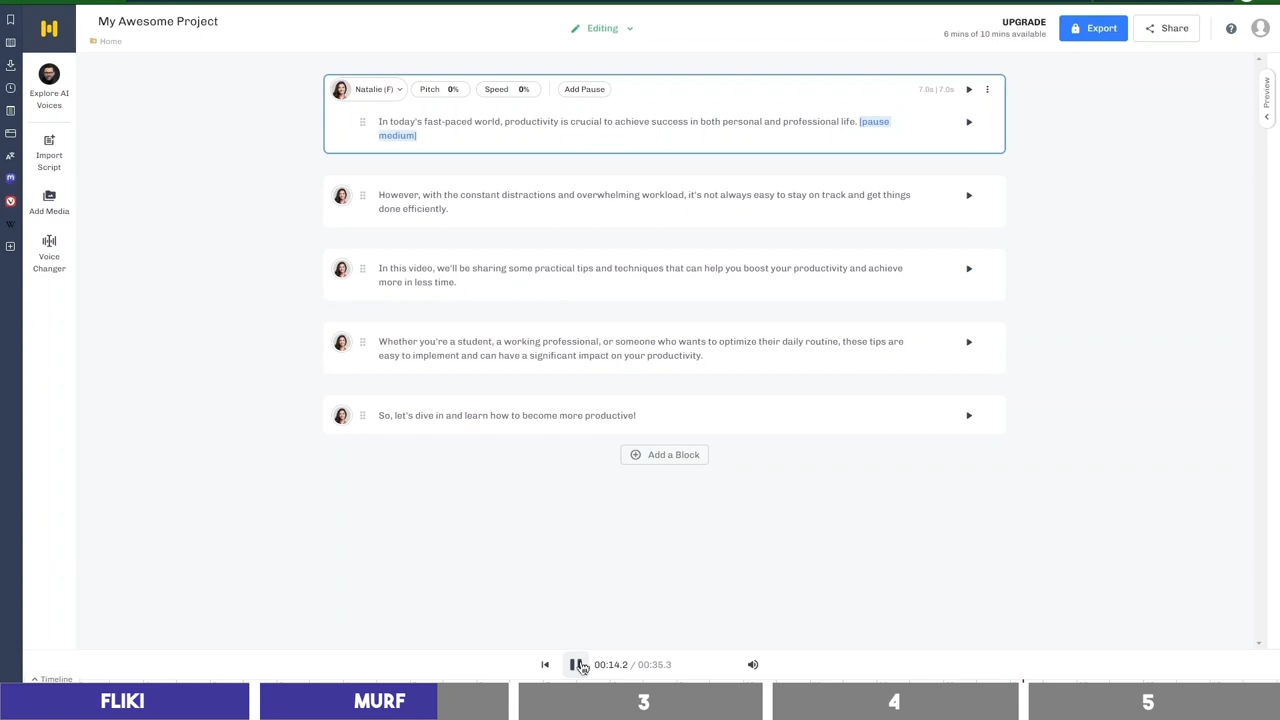 My Awesome Project
Home
Editing
UPGRADE
6 mins of 10 mins available
Export
Share
Explore AI
Voices
Import
Script
Add Media
Voice
Changer
Natalie (F)
Pitch 0%
Speed 0%
Add Pause
7.0s | 7.0s
Preview
In today's fast-paced world, productivity is crucial to achieve success in both personal and professional life. [pause
medium]
However, with the constant distractions and overwhelming workload, it's not always easy to stay on track and get things
done efficiently.
In this video, we'll be sharing some practical tips and techniques that can help you boost your productivity and achieve
more in less time.
Whether you're a student, a working professional, or someone who wants to optimize their daily routine, these tips are
easy to implement and can have a significant impact on your productivity.
So, let's dive in and learn how to become more productive!
Add a Block
00:14.2 / 00:35.3
Timeline
FLIKI
MURF
3
4
5